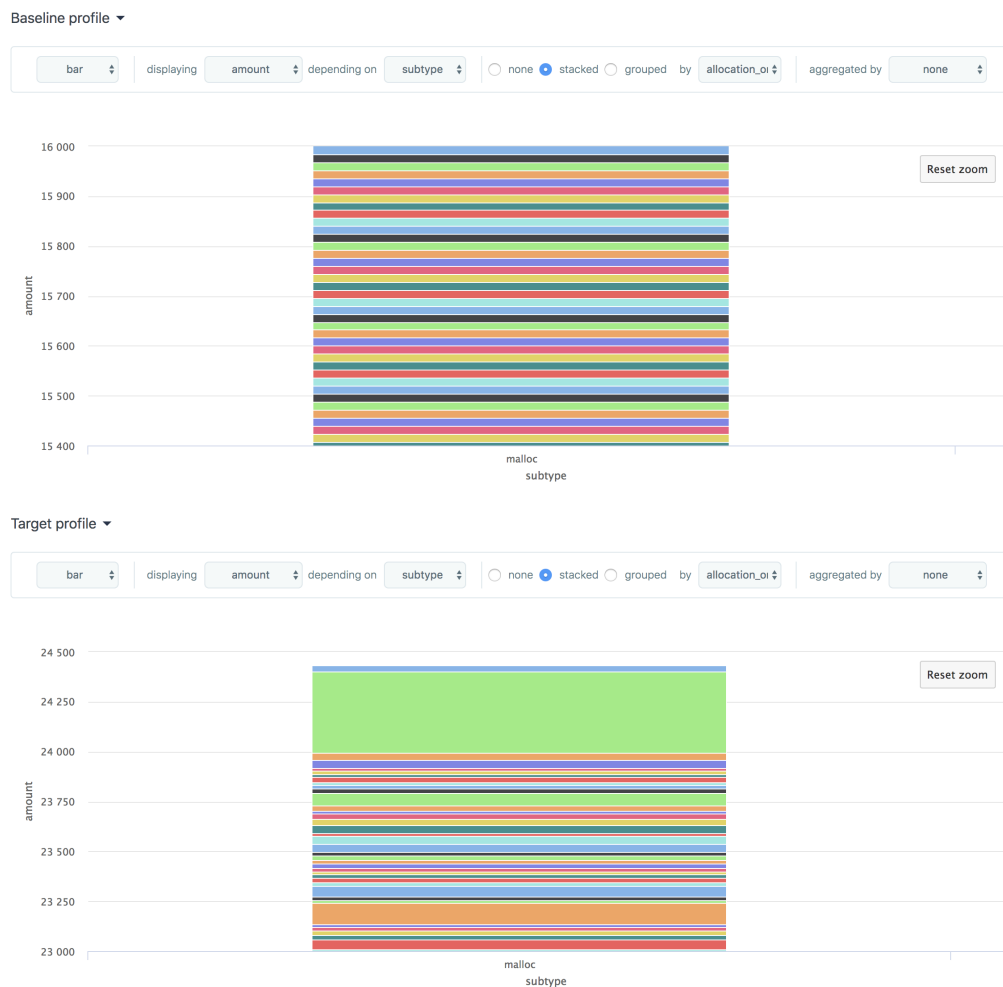 Baseline profile
bar displaying amount depending on subtype none stacked grouped by allocation_or aggregated by none
16 000
Reset zoom
15 900
15 800
15 700
amount
15 600
15 500
15 400
malloc
subtype
Target profile
bar displaying amount depending on subtype none stacked grouped by allocation_or aggregated by none
24 500
Reset zoom
24 250
24 000
23 750
amount
23 500
23 250
23 000
malloc
subtype